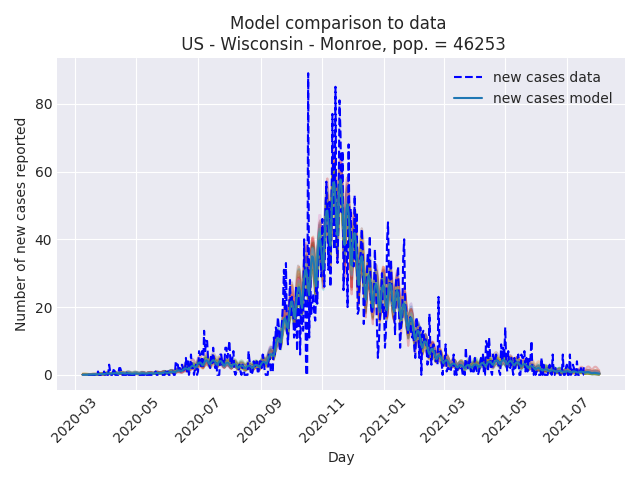 Model comparison to data
US - Wisconsin - Monroe, pop. = 46253
new cases data
new cases model
Number of new cases reported
80
60
40
20
0
2020-03
2020-05
2020-07
2020-09
2020-11
2021-01
2021-03
2021-05
2021-07
Day